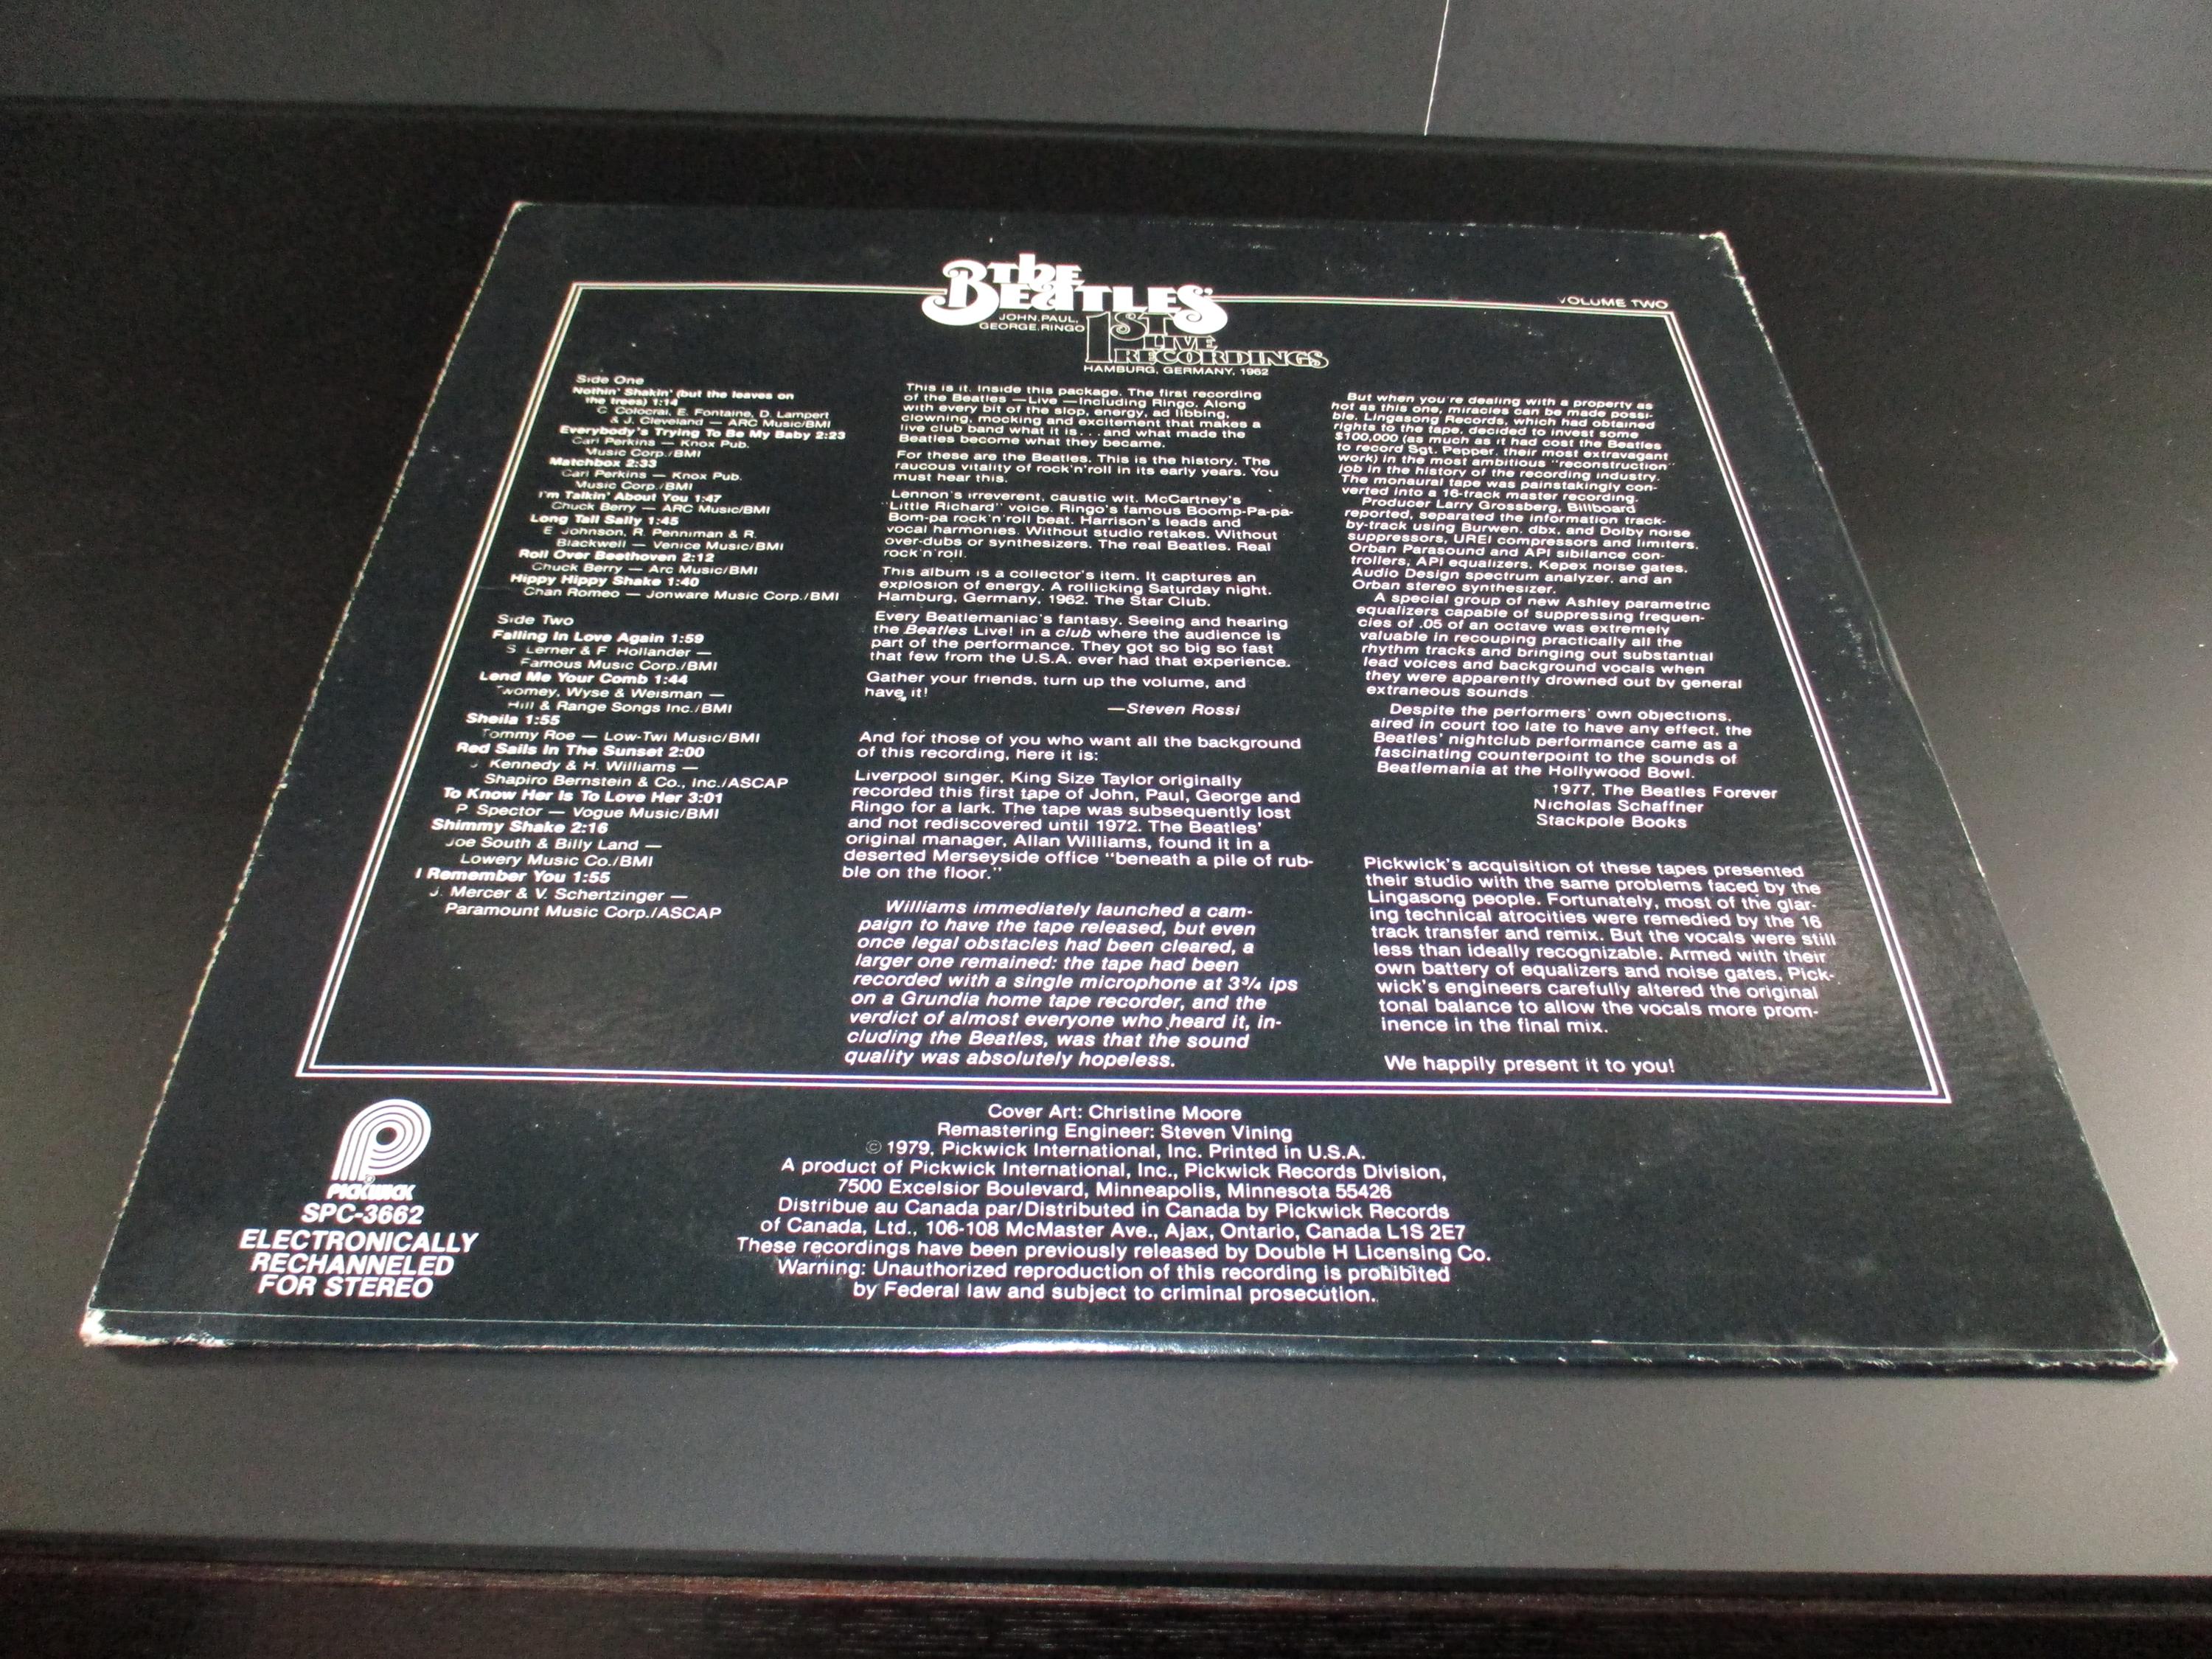 the
BEATLES
JOHN, PAUL,
GEORGE, RINGO
1ST
LIVE
RECORDINGS
HAMBURG, GERMANY, 1962
VOLUME TWO
Side One
Nothin' Shakin' (but the leaves on
the trees) 1:14
C. Colocrai, E. Fontaine, D. Lampert
& J. Cleveland — ARC Music/BMI
Everybody's Trying To Be My Baby 2:23
Carl Perkins — Knox Pub.
Music Corp./BMI
Matchbox 2:33
Carl Perkins — Knox Pub.
Music Corp./BMI
I'm Talkin' About You 1:47
Chuck Berry — ARC Music/BMI
Long Tall Sally 1:45
E. Johnson, R. Penniman & R.
Blackwell — Venice Music/BMI
Roll Over Beethoven 2:12
Chuck Berry — Arc Music/BMI
Hippy Hippy Shake 1:40
Chan Romeo — Jonware Music Corp./BMI
Side Two
Falling In Love Again 1:59
S. Lerner & F. Hollander —
Famous Music Corp./BMI
Lend Me Your Comb 1:44
Twomey, Wyse & Weisman —
Hill & Range Songs Inc./BMI
Sheila 1:55
Tommy Roe — Low-Twi Music/BMI
Red Sails In The Sunset 2:00
J. Kennedy & H. Williams —
Shapiro Bernstein & Co., Inc./ASCAP
To Know Her Is To Love Her 3:01
P. Spector — Vogue Music/BMI
Shimmy Shake 2:16
Joe South & Billy Land —
Lowery Music Co./BMI
I Remember You 1:55
J. Mercer & V. Schertzinger —
Paramount Music Corp./ASCAP
This is it. Inside this package. The first recording
of the Beatles — Live — Including Ringo. Along
with every bit of the slop, energy, ad libbing,
clowning, mocking and excitement that makes a
live club band what it is . . . and what made the
Beatles become what they became.
For these are the Beatles. This is the history. The
raucous vitality of rock'n'roll in its early years. You
must hear this.
Lennon's irreverent, caustic wit. McCartney's
"Little Richard" voice. Ringo's famous Boomp-Pa-pa-
Bom-pa rock'n'roll beat. Harrison's leads and
vocal harmonies. Without studio retakes. Without
over-dubs or synthesizers. The real Beatles. Real
rock'n'roll.
This album is a collector's item. It captures an
explosion of energy. A rollicking Saturday night.
Hamburg, Germany, 1962. The Star Club.
Every Beatlemaniac's fantasy. Seeing and hearing
the Beatles Live! in a club where the audience is
part of the performance. They got so big so fast
that few from the U.S.A. ever had that experience.
Gather your friends, turn up the volume, and
have it!
—Steven Rossi
And for those of you who want all the background
of this recording, here it is:
Liverpool singer, King Size Taylor originally
recorded this first tape of John, Paul, George and
Ringo for a lark. The tape was subsequently lost
and not rediscovered until 1972. The Beatles'
original manager, Allan Williams, found it in a
deserted Merseyside office "beneath a pile of rub-
ble on the floor."
Williams immediately launched a cam-
paign to have the tape released, but even
once legal obstacles had been cleared, a
larger one remained: the tape had been
recorded with a single microphone at 3¾ ips
on a Grundia home tape recorder, and the
verdict of almost everyone who heard it, in-
cluding the Beatles, was that the sound
quality was absolutely hopeless.
But when you're dealing with a property as
hot as this one, miracles can be made possi-
ble. Lingasong Records, which had obtained
rights to the tape, decided to invest some
$100,000 (as much as it had cost the Beatles
to record Sgt. Pepper, their most extravagant
work) in the most ambitious "reconstruction"
job in the history of the recording industry.
The monaural tape was painstakingly con-
verted into a 16-track master recording.
Producer Larry Grossberg, Billboard
reported, separated the information track-
by-track using Burwen, dbx, and Dolby noise
suppressors, UREI compressors and limiters,
Orban Parasound and API sibilance con-
trollers, API equalizers, Kepex noise gates,
Audio Design spectrum analyzer, and an
Orban stereo synthesizer.
A special group of new Ashley parametric
equalizers capable of suppressing frequen-
cies of .05 of an octave was extremely
valuable in recouping practically all the
rhythm tracks and bringing out substantial
lead voices and background vocals when
they were apparently drowned out by general
extraneous sounds.
Despite the performers' own objections,
aired in court too late to have any effect, the
Beatles' nightclub performance came as a
fascinating counterpoint to the sounds of
Beatlemania at the Hollywood Bowl.
© 1977, The Beatles Forever
Nicholas Schaffner
Stackpole Books
Pickwick's acquisition of these tapes presented
their studio with the same problems faced by the
Lingasong people. Fortunately, most of the glar-
ing technical atrocities were remedied by the 16
track transfer and remix. But the vocals were still
less than ideally recognizable. Armed with their
own battery of equalizers and noise gates, Pick-
wick's engineers carefully altered the original
tonal balance to allow the vocals more prom-
inence in the final mix.
We happily present it to you!
PICKWICK
SPC-3662
ELECTRONICALLY
RECHANNELED
FOR STEREO
Cover Art: Christine Moore
Remastering Engineer: Steven Vining
© 1979, Pickwick International, Inc. Printed in U.S.A.
A product of Pickwick International, Inc., Pickwick Records Division,
7500 Excelsior Boulevard, Minneapolis, Minnesota 55426
Distribue au Canada par/Distributed in Canada by Pickwick Records
of Canada, Ltd., 106-108 McMaster Ave., Ajax, Ontario, Canada L1S 2E7
These recordings have been previously released by Double H Licensing Co.
Warning: Unauthorized reproduction of this recording is prohibited
by Federal law and subject to criminal prosecution.